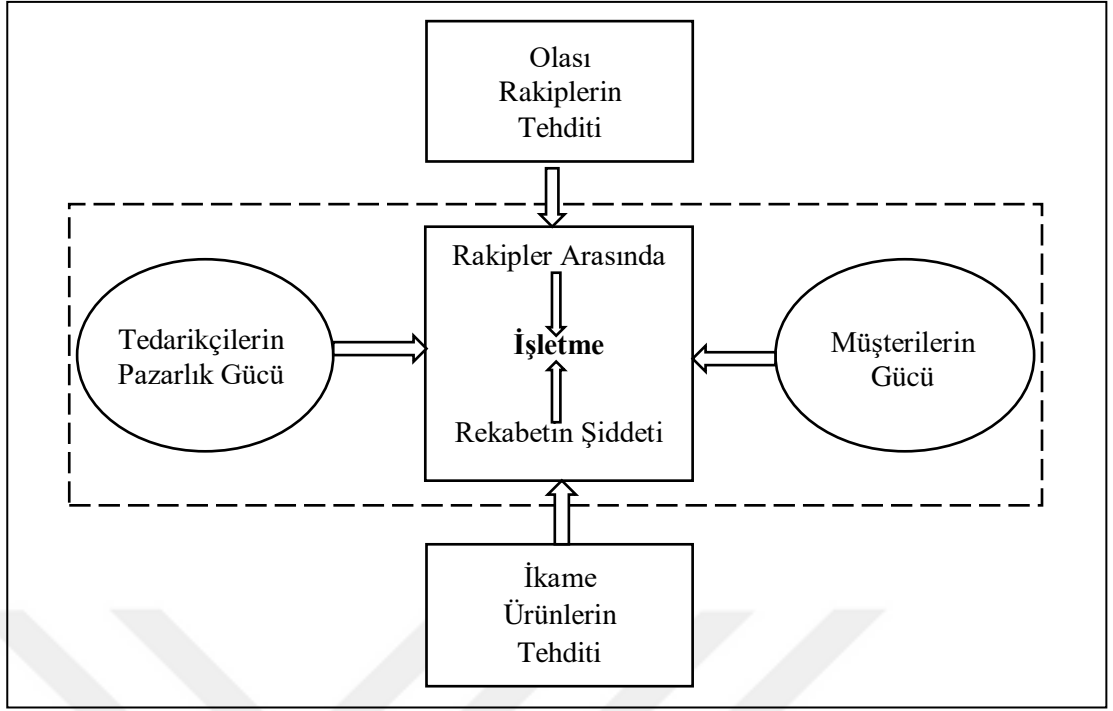 Olası
Rakiplerin
Tehditi
Rakipler Arasında
Tedarikçilerin
Pazarlık Gücü
İşletme
Müşterilerin
Gücü
Rekabetin Şiddeti
İkame
Ürünlerin
Tehditi